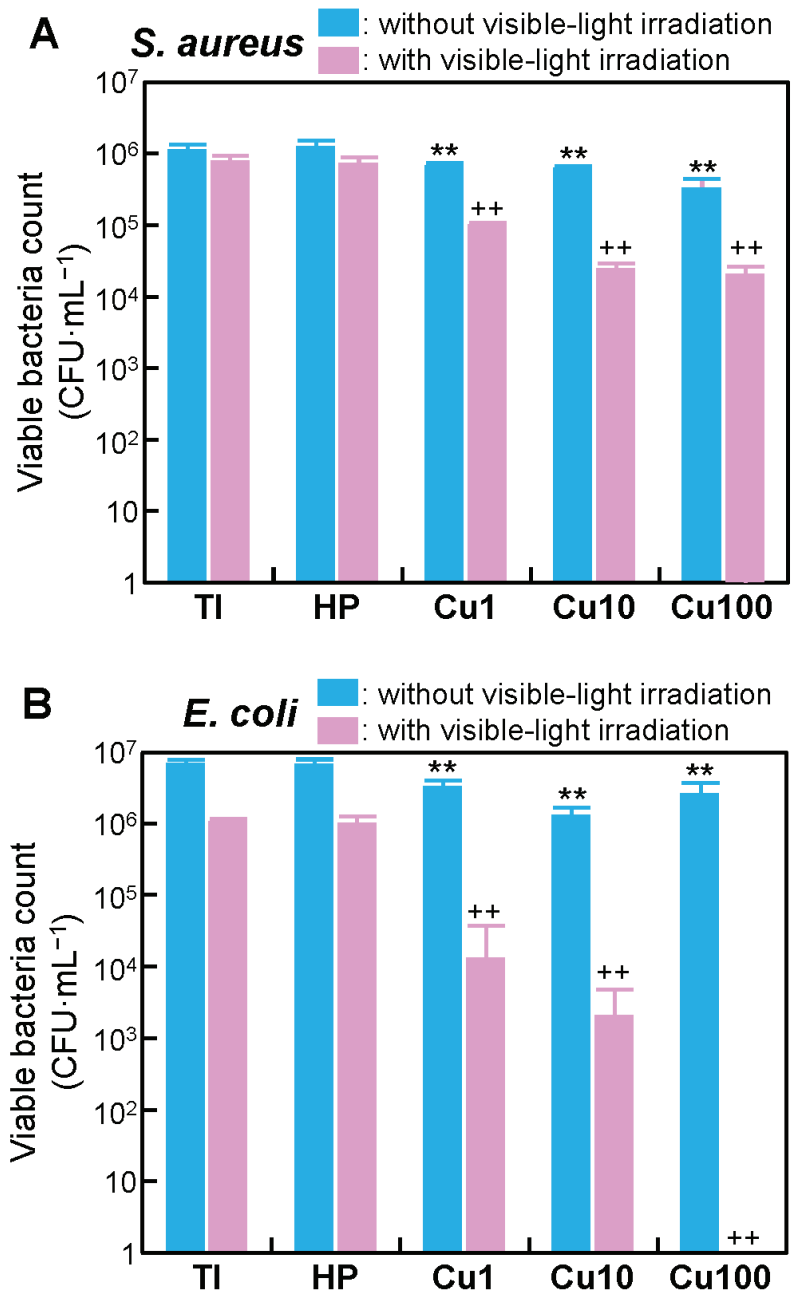 A
S. aureus
: without visible-light irradiation
: with visible-light irradiation
Viable bacteria count
(CFU·mL⁻¹)
10⁷
10⁶
10⁵
10⁴
10³
10²
10
1
**
**
**
++
++
++
TI HP Cu1 Cu10 Cu100
B
E. coli
: without visible-light irradiation
: with visible-light irradiation
Viable bacteria count
(CFU·mL⁻¹)
10⁷
10⁶
10⁵
10⁴
10³
10²
10
1
**
**
**
++
++
++
TI HP Cu1 Cu10 Cu100